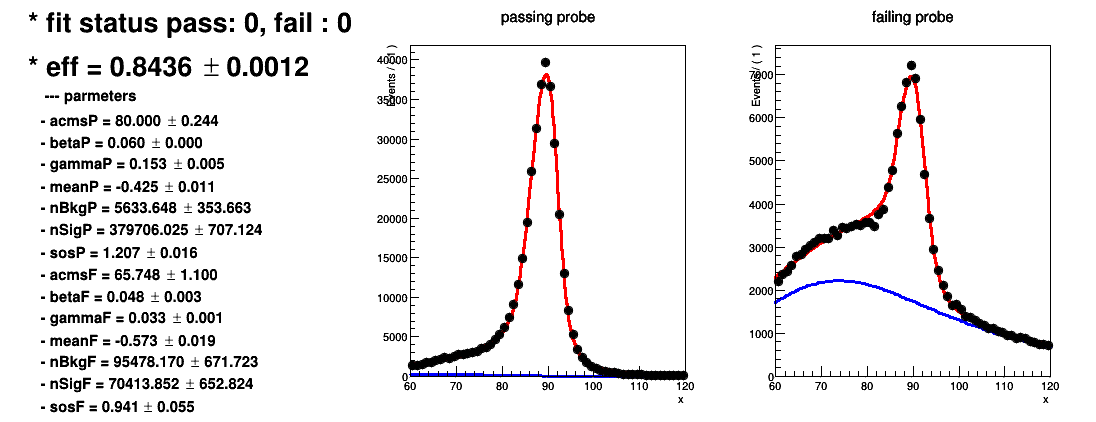 * fit status pass: 0, fail : 0
* eff = 0.8436 ± 0.0012
--- parmeters
- acmsP = 80.000 ± 0.244
- betaP = 0.060 ± 0.000
- gammaP = 0.153 ± 0.005
- meanP = -0.425 ± 0.011
- nBkgP = 5633.648 ± 353.663
- nSigP = 379706.025 ± 707.124
- sosP = 1.207 ± 0.016
- acmsF = 65.748 ± 1.100
- betaF = 0.048 ± 0.003
- gammaF = 0.033 ± 0.001
- meanF = -0.573 ± 0.019
- nBkgF = 95478.170 ± 671.723
- nSigF = 70413.852 ± 652.824
- sosF = 0.941 ± 0.055
passing probe
Events / ( 1 )
40000
35000
30000
25000
20000
15000
10000
5000
0
60 70 80 90 100 110 120
x
failing probe
Events / ( 1 )
7000
6000
5000
4000
3000
2000
1000
0
60 70 80 90 100 110 120
x